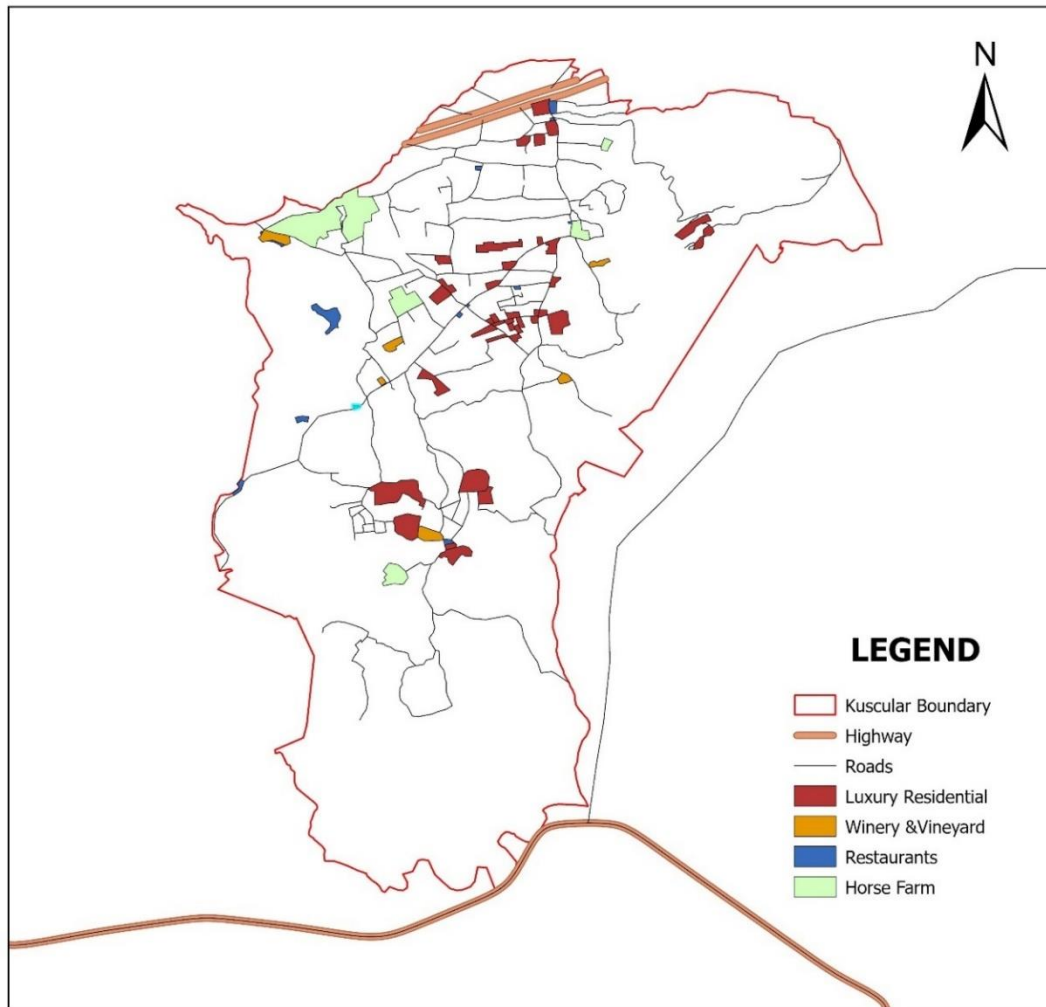 N
LEGEND
Kuscular Boundary
Highway
Roads
Luxury Residential
Winery &Vineyard
Restaurants
Horse Farm